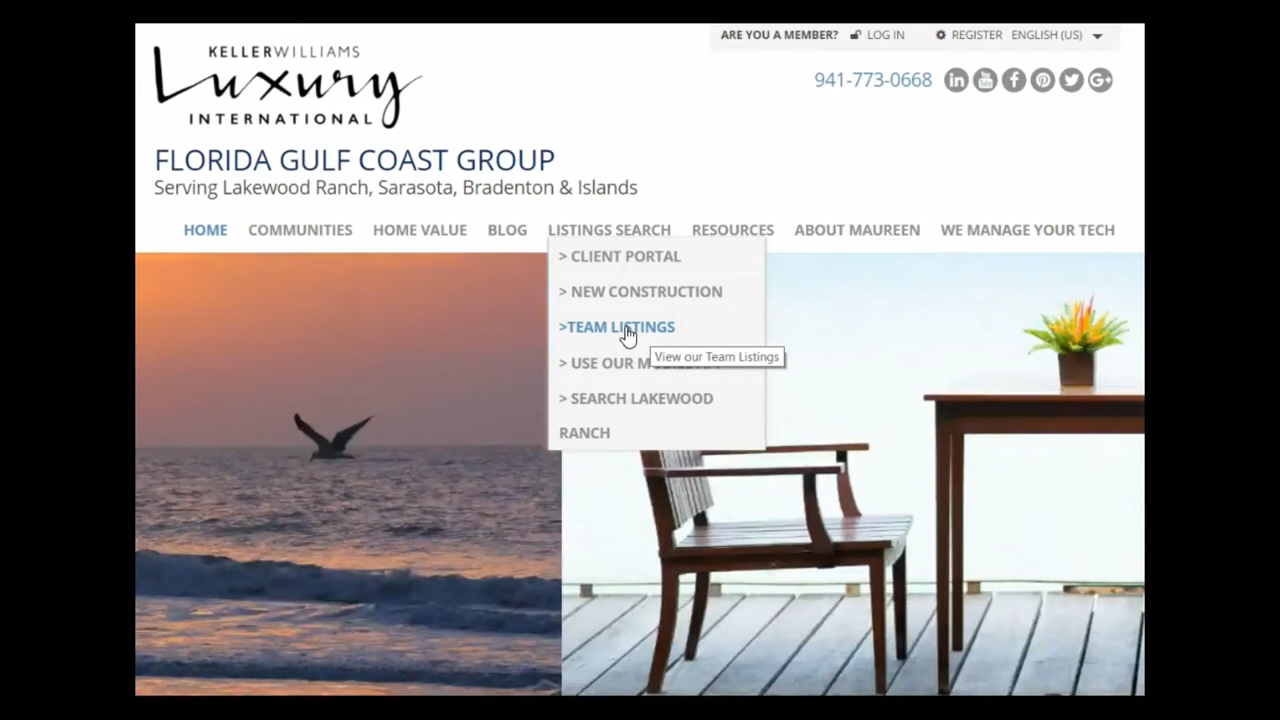 ARE YOU A MEMBER? LOG IN REGISTER ENGLISH (US)
KELLERWILLIAMS
Luxury
INTERNATIONAL
941-773-0668
FLORIDA GULF COAST GROUP
Serving Lakewood Ranch, Sarasota, Bradenton & Islands
HOME COMMUNITIES HOME VALUE BLOG LISTINGS SEARCH RESOURCES ABOUT MAUREEN WE MANAGE YOUR TECH
> CLIENT PORTAL
> NEW CONSTRUCTION
>TEAM LISTINGS
View our Team Listings
> USE OUR
> SEARCH LAKEWOOD
RANCH